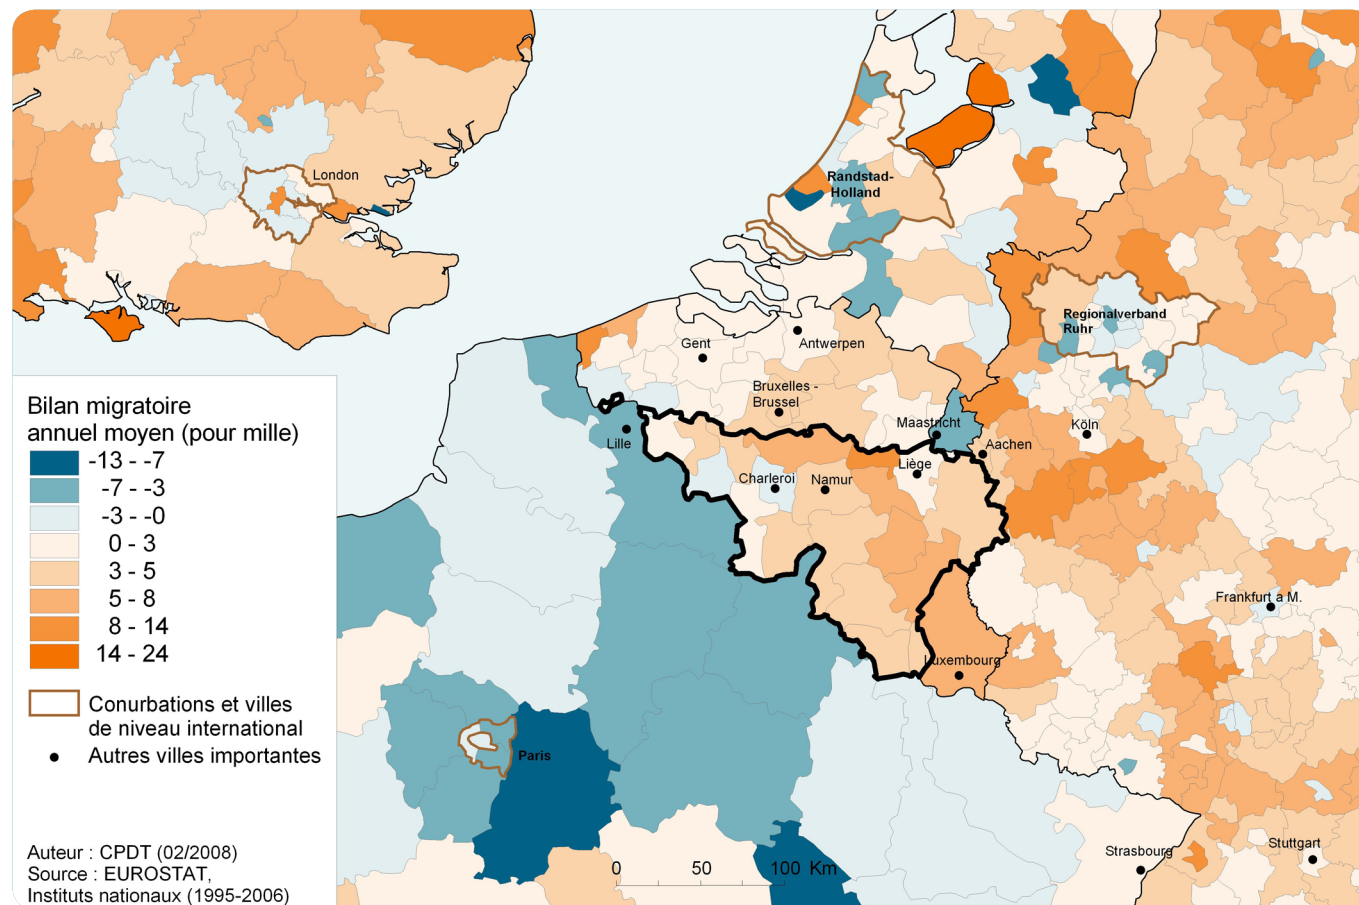 London
Randstad-
Holland
Regionalverband
Ruhr
Gent
Antwerpen
Bruxelles -
Brussel
Maastricht
Köln
Lille
Aachen
Liège
Charleroi
Namur
Frankfurt a M.
Luxembourg
Paris
Strasbourg
Stuttgart
0 50 100 Km
Bilan migratoire
annuel moyen (pour mille)
-13 - -7
-7 - -3
-3 - -0
0 - 3
3 - 5
5 - 8
8 - 14
14 - 24
Conurbations et villes
de niveau international
Autres villes importantes
Auteur : CPDT (02/2008)
Source : EUROSTAT,
Instituts nationaux (1995-2006)